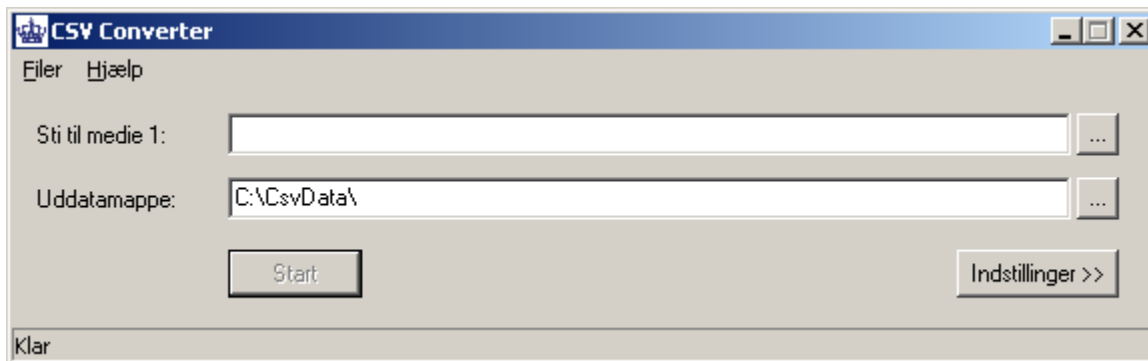 CSV Converter
Filer Hjælp
Sti til medie 1: ...
Uddatamappe: C:\CsvData\ ...
Start Indstillinger >>
Klar